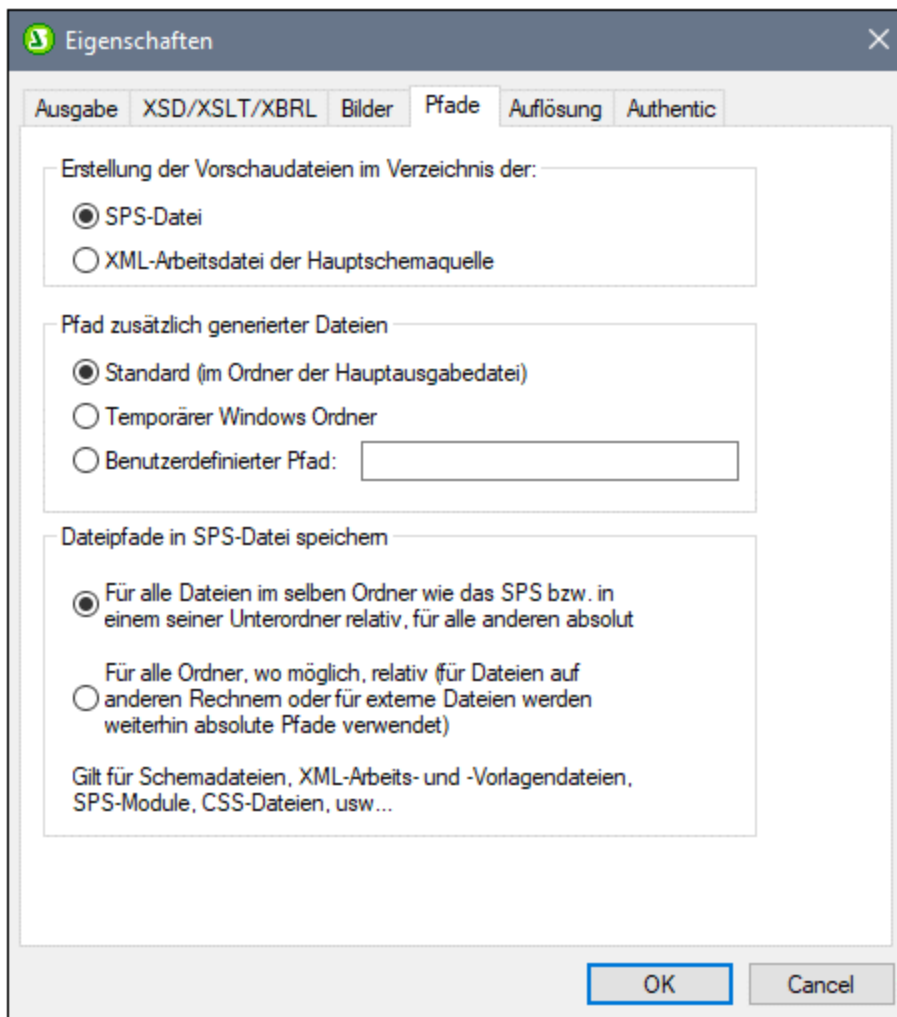 Eigenschaften
Ausgabe XSD/XSLT/XBRL Bilder Pfade Auflösung Authentic
Erstellung der Vorschaudateien im Verzeichnis der:
SPS-Datei
XML-Arbeitsdatei der Hauptschemaquelle
Pfad zusätzlich generierter Dateien
Standard (im Ordner der Hauptausgabedatei)
Temporärer Windows Ordner
Benutzerdefinierter Pfad:
Dateipfade in SPS-Datei speichern
Für alle Dateien im selben Ordner wie das SPS bzw. in
einem seiner Unterordner relativ, für alle anderen absolut
Für alle Ordner, wo möglich, relativ (für Dateien auf
anderen Rechnern oder für externe Dateien werden
weiterhin absolute Pfade verwendet)
Gilt für Schemadateien, XML-Arbeits- und -Vorlagendateien,
SPS-Module, CSS-Dateien, usw...
OK Cancel